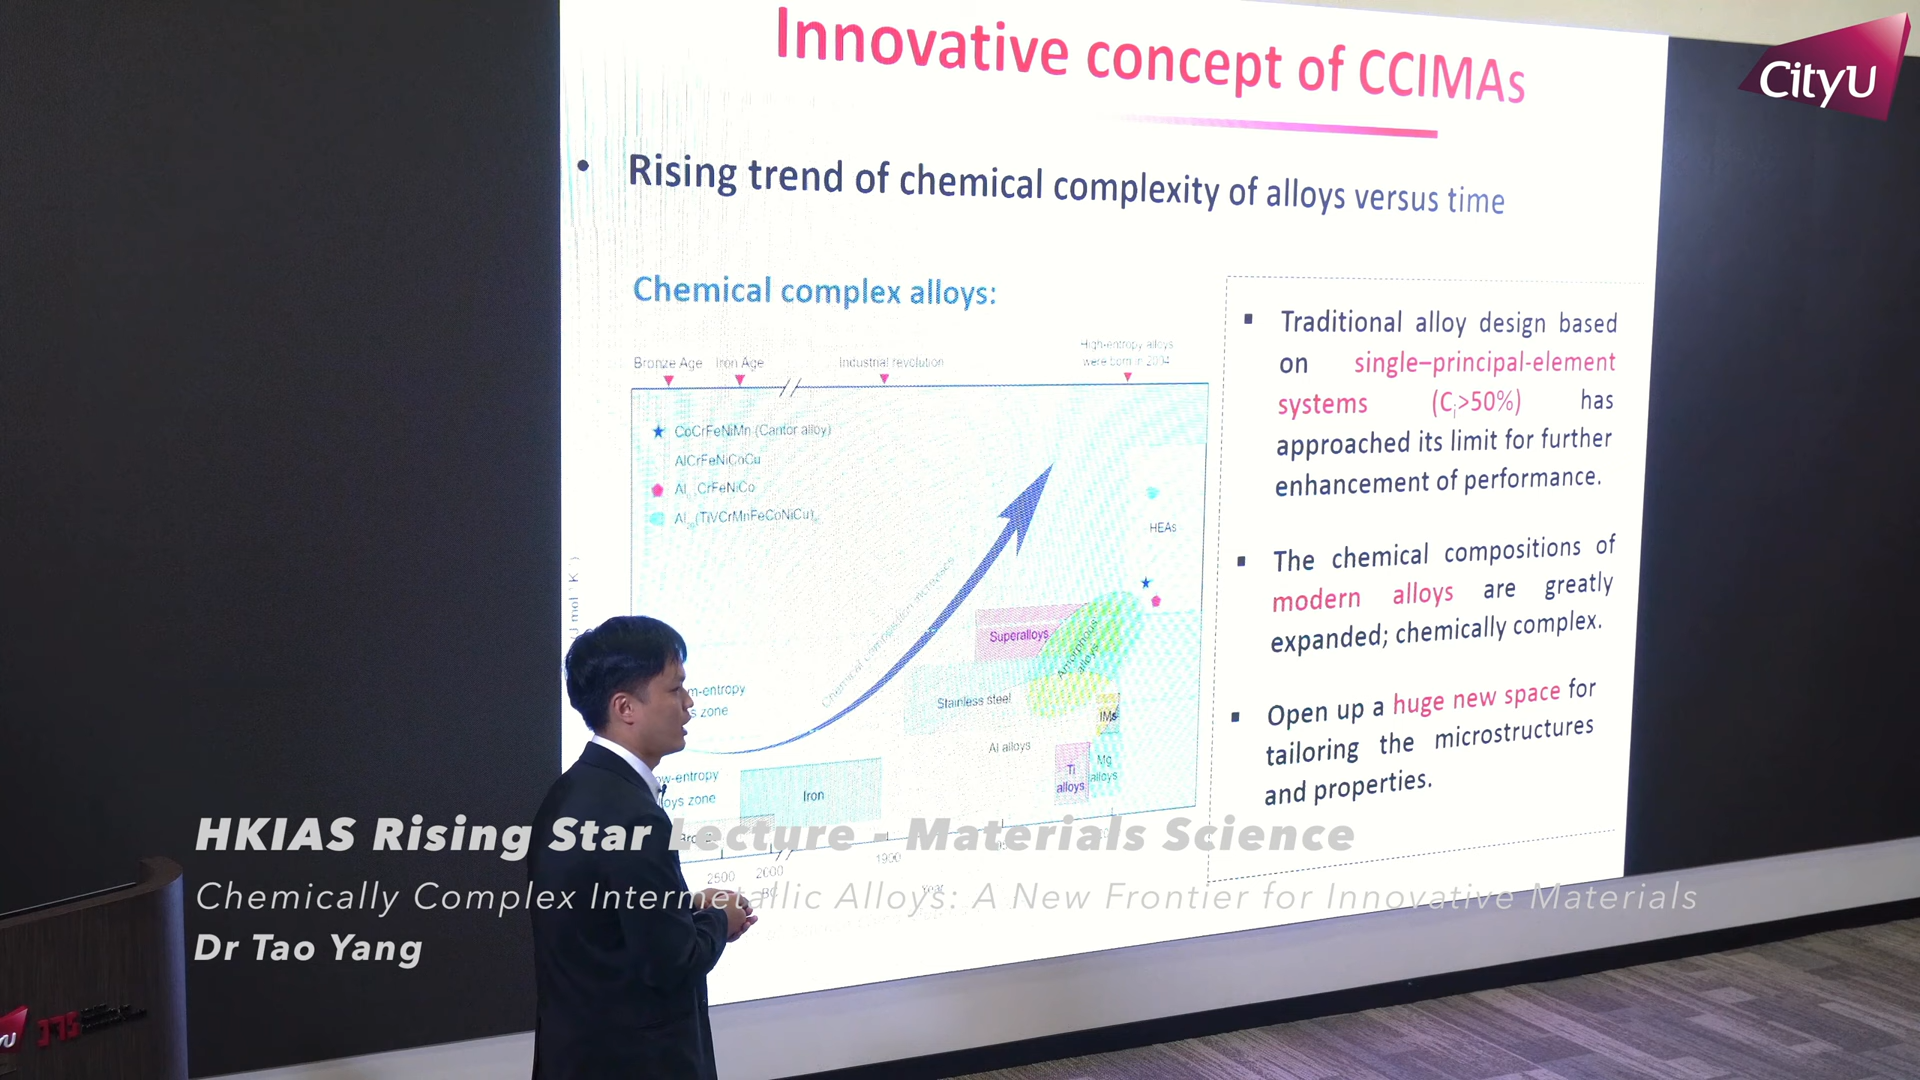 Innovative concept of CCIMAs
CityU
• Rising trend of chemical complexity of alloys versus time
Chemical complex alloys:
Bronze Age Iron Age Industrial revolution High-entropy alloys
were born in 2004
★ CoCrFeNiMn (Cantor alloy)
AlCrFeNiCoCu
Al CrFeNiCo
Al (TiVCrMnFeCoNiCu)
Chemical composition increases
HEAs
Superalloys
Amorphous
alloys
Stainless steel
IMs
Al alloys
Ti
alloys
Mg
alloys
m-entropy
s zone
w-entropy
loys zone
Iron
2500 2000 1900
Year
▪ Traditional alloy design based
on single–principal-element
systems (Ci>50%) has
approached its limit for further
enhancement of performance.
▪ The chemical compositions of
modern alloys are greatly
expanded; chemically complex.
▪ Open up a huge new space for
tailoring the microstructures
and properties.
HKIAS Rising Star Lecture - Materials Science
Chemically Complex Intermetallic Alloys: A New Frontier for Innovative Materials
Dr Tao Yang